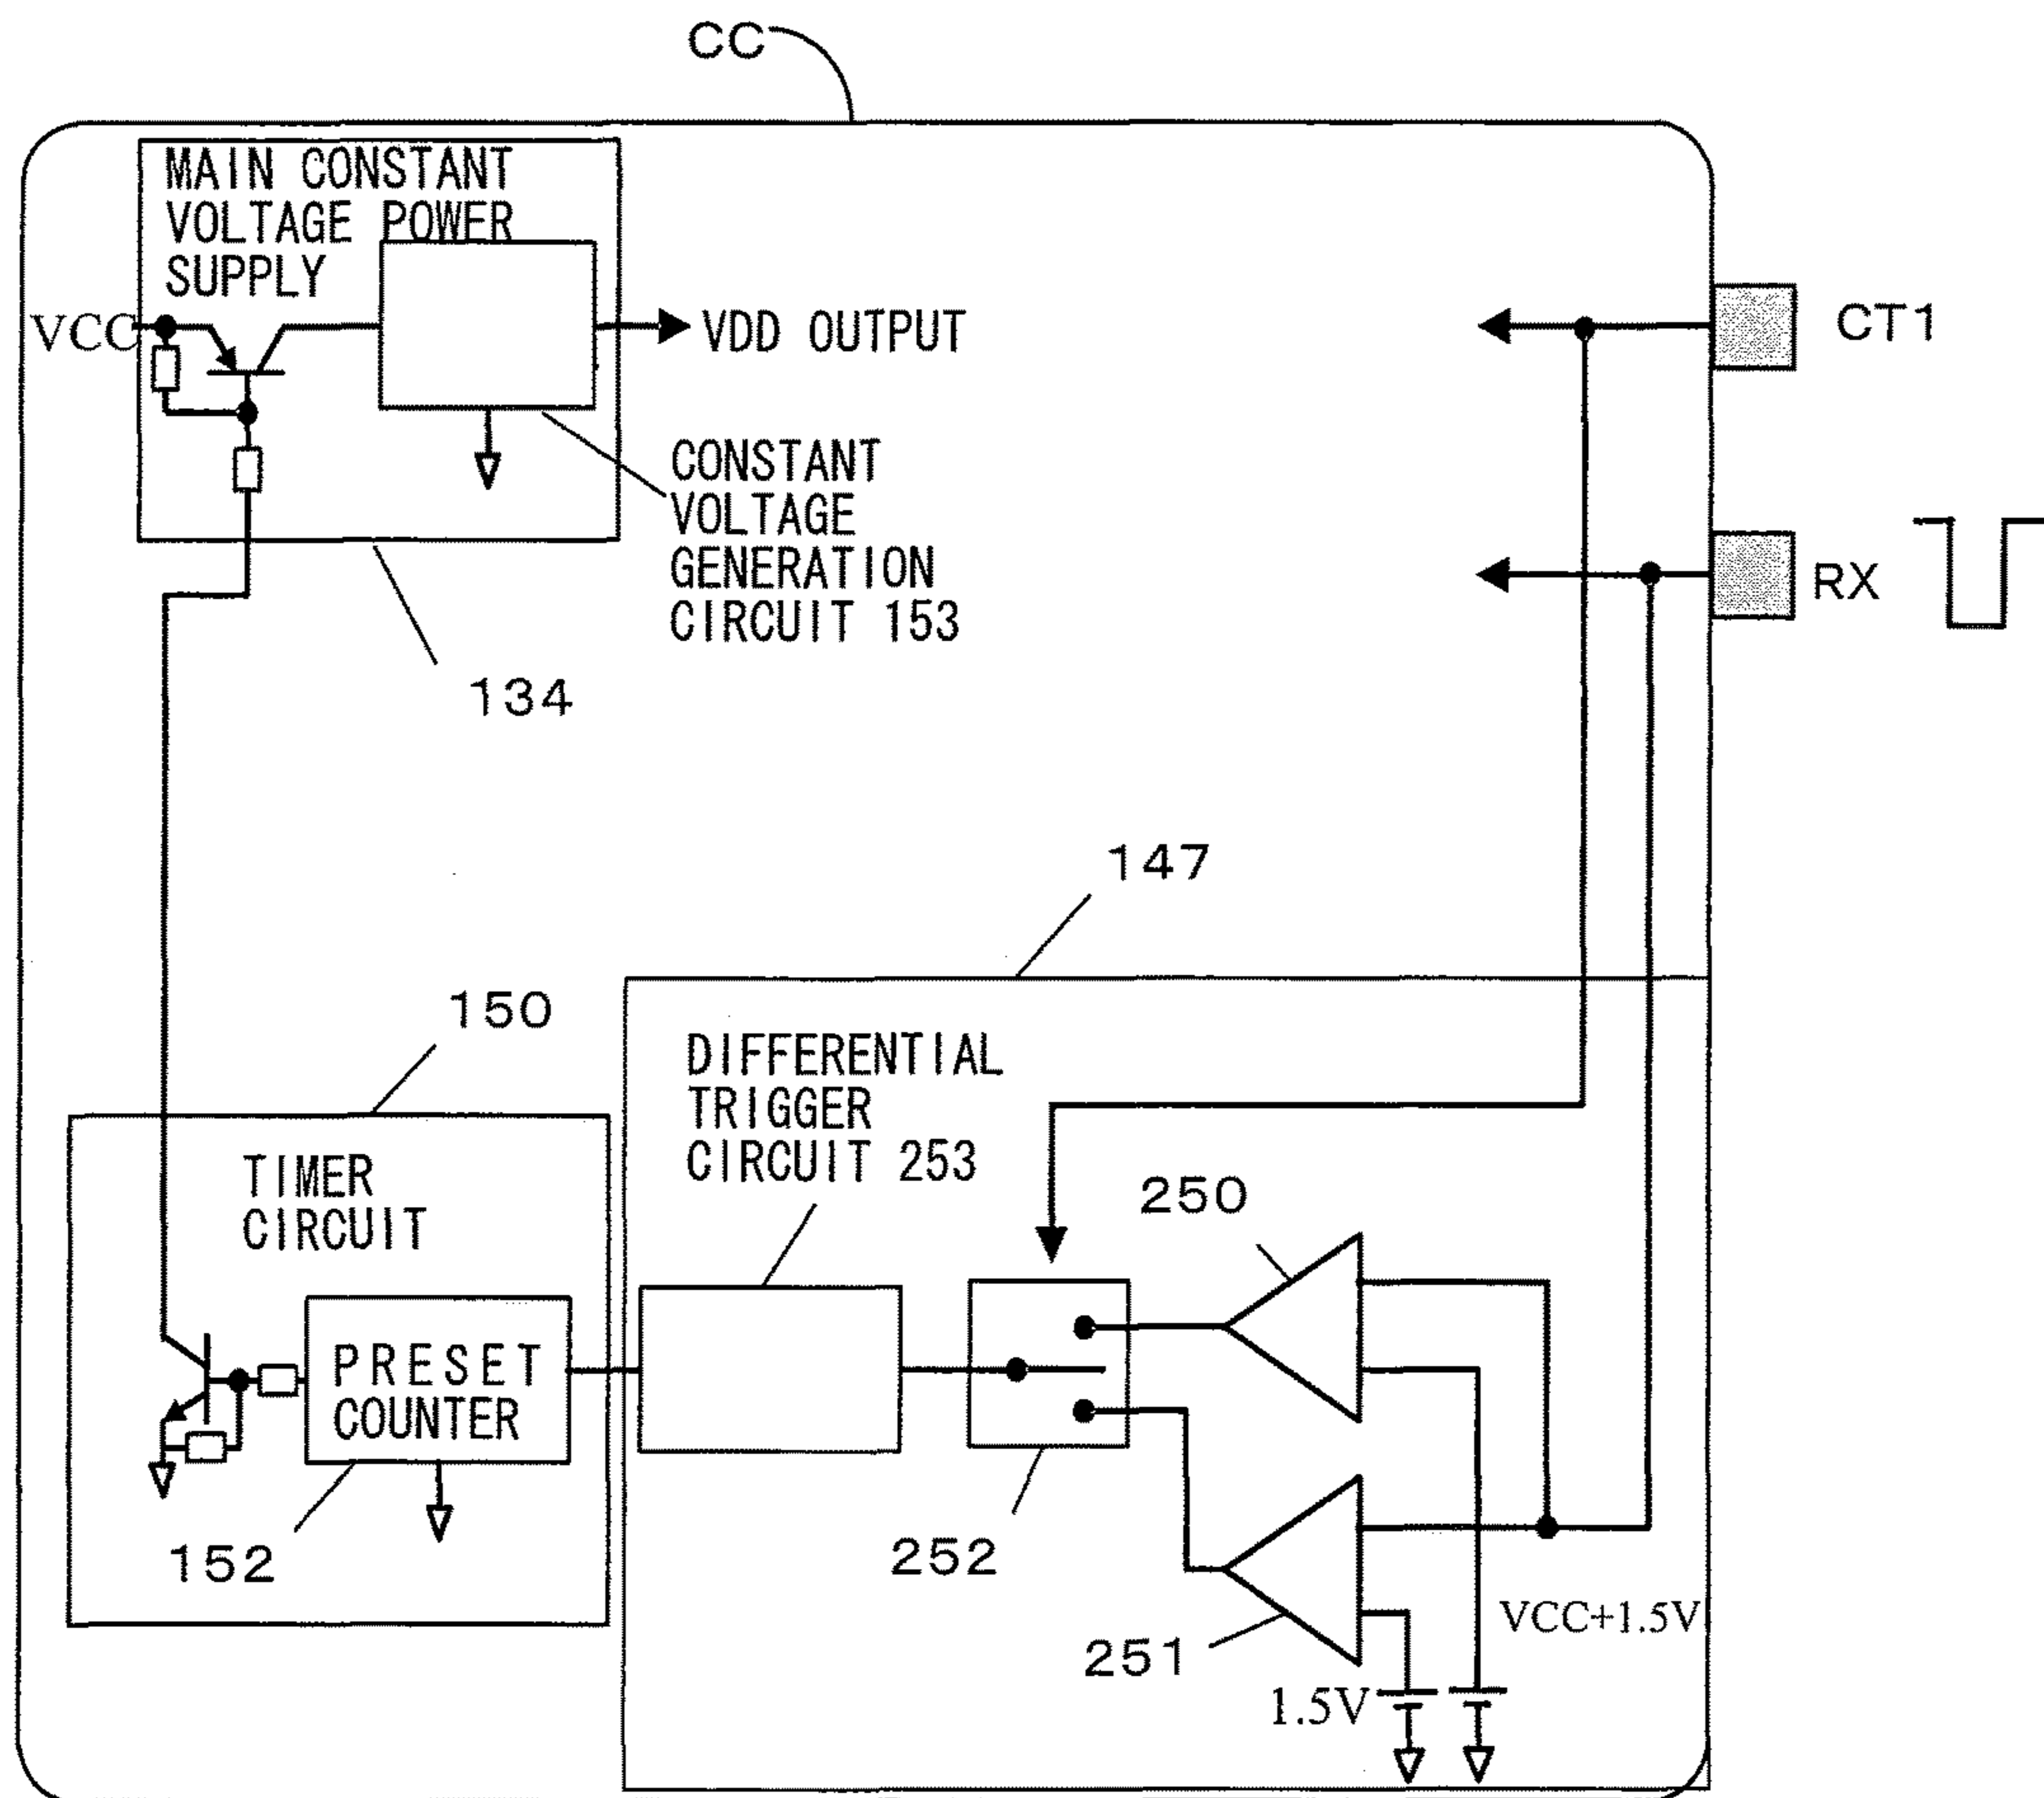 CC
MAIN CONSTANT
VOLTAGE POWER
SUPPLY
VCC
VDD OUTPUT
CT1
CONSTANT
VOLTAGE
GENERATION
CIRCUIT 153
RX
134
147
150
DIFFERENTIAL
TRIGGER
CIRCUIT 253
TIMER
CIRCUIT
250
PRESET
COUNTER
152
252
251
VCC+1.5V
1.5V